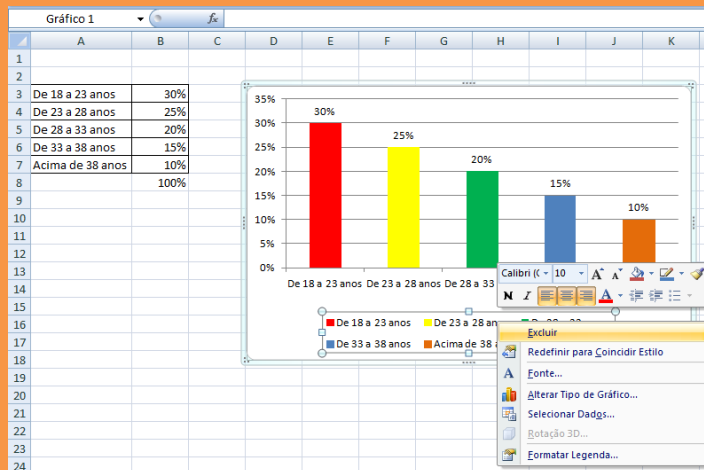 Gráfico 1 fx
A B C D E F G H I J K
1
2
3 De 18 a 23 anos 30%
4 De 23 a 28 anos 25%
5 De 28 a 33 anos 20%
6 De 33 a 38 anos 15%
7 Acima de 38 anos 10%
8 100%
9
10
11
12
13
14
15
16
17
18
19
20
21
22
23
24
35%
30%
25%
20%
15%
10%
5%
0%
30%
25%
20%
15%
10%
De 18 a 23 anos De 23 a 28 anos De 28 a 33
De 18 a 23 anos De 23 a 28 an
De 33 a 38 anos Acima de 38
Calibri (C 10 A A
N I A
Excluir
Redefinir para Coincidir Estilo
A Fonte...
Alterar Tipo de Gráfico...
Selecionar Dados...
Rotação 3D...
Formatar Legenda...